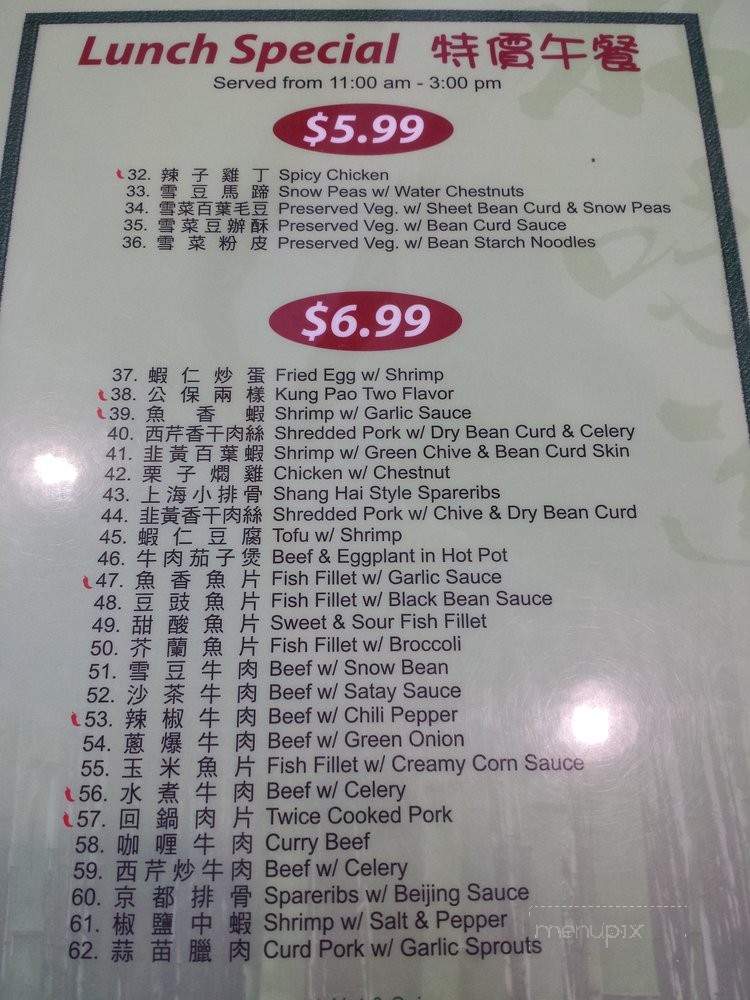 Lunch Special 特價午餐
Served from 11:00 am - 3:00 pm
$5.99
32. 辣子雞丁 Spicy Chicken
33. 雪豆馬蹄 Snow Peas w/ Water Chestnuts
34. 雪菜百葉毛豆 Preserved Veg. w/ Sheet Bean Curd & Snow Peas
35. 雪菜豆辦酥 Preserved Veg. w/ Bean Curd Sauce
36. 雪菜粉皮 Preserved Veg. w/ Bean Starch Noodles
$6.99
37. 蝦仁炒蛋 Fried Egg w/ Shrimp
38. 公保兩樣 Kung Pao Two Flavor
39. 魚香蝦 Shrimp w/ Garlic Sauce
40. 西芹香干肉絲 Shredded Pork w/ Dry Bean Curd & Celery
41. 韭黃百葉蝦 Shrimp w/ Green Chive & Bean Curd Skin
42. 栗子燜雞 Chicken w/ Chestnut
43. 上海小排骨 Shang Hai Style Spareribs
44. 韭黃香干肉絲 Shredded Pork w/ Chive & Dry Bean Curd
45. 蝦仁豆腐 Tofu w/ Shrimp
46. 牛肉茄子煲 Beef & Eggplant in Hot Pot
47. 魚香魚片 Fish Fillet w/ Garlic Sauce
48. 豆豉魚片 Fish Fillet w/ Black Bean Sauce
49. 甜酸魚片 Sweet & Sour Fish Fillet
50. 芥蘭魚片 Fish Fillet w/ Broccoli
51. 雪豆牛肉 Beef w/ Snow Bean
52. 沙茶牛肉 Beef w/ Satay Sauce
53. 辣椒牛肉 Beef w/ Chili Pepper
54. 蔥爆牛肉 Beef w/ Green Onion
55. 玉米魚片 Fish Fillet w/ Creamy Corn Sauce
56. 水煮牛肉 Beef w/ Celery
57. 回鍋肉片 Twice Cooked Pork
58. 咖喱牛肉 Curry Beef
59. 西芹炒牛肉 Beef w/ Celery
60. 京都排骨 Spareribs w/ Beijing Sauce
61. 椒鹽中蝦 Shrimp w/ Salt & Pepper
62. 蒜苗臘肉 Curd Pork w/ Garlic Sprouts
menupix